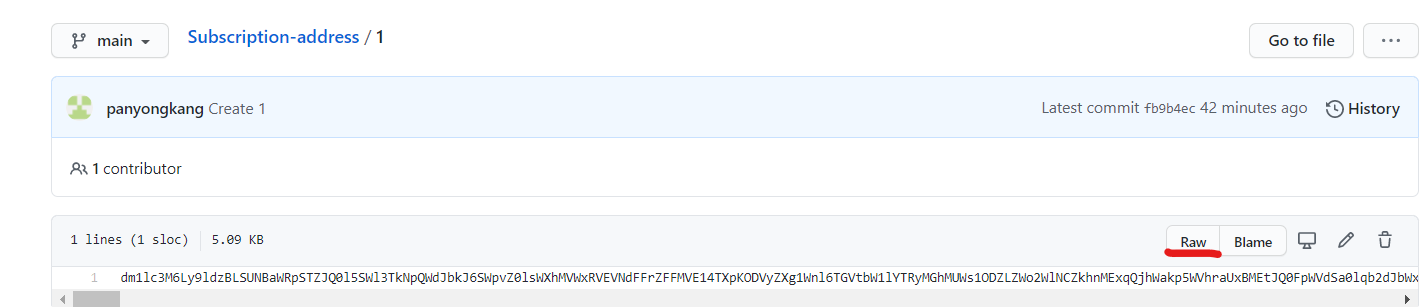 main
Subscription-address / 1
Go to file
...
panyongkang Create 1
Latest commit fb9b4ec 42 minutes ago
History
1 contributor
1 lines (1 sloc)
5.09 KB
Raw
Blame
1